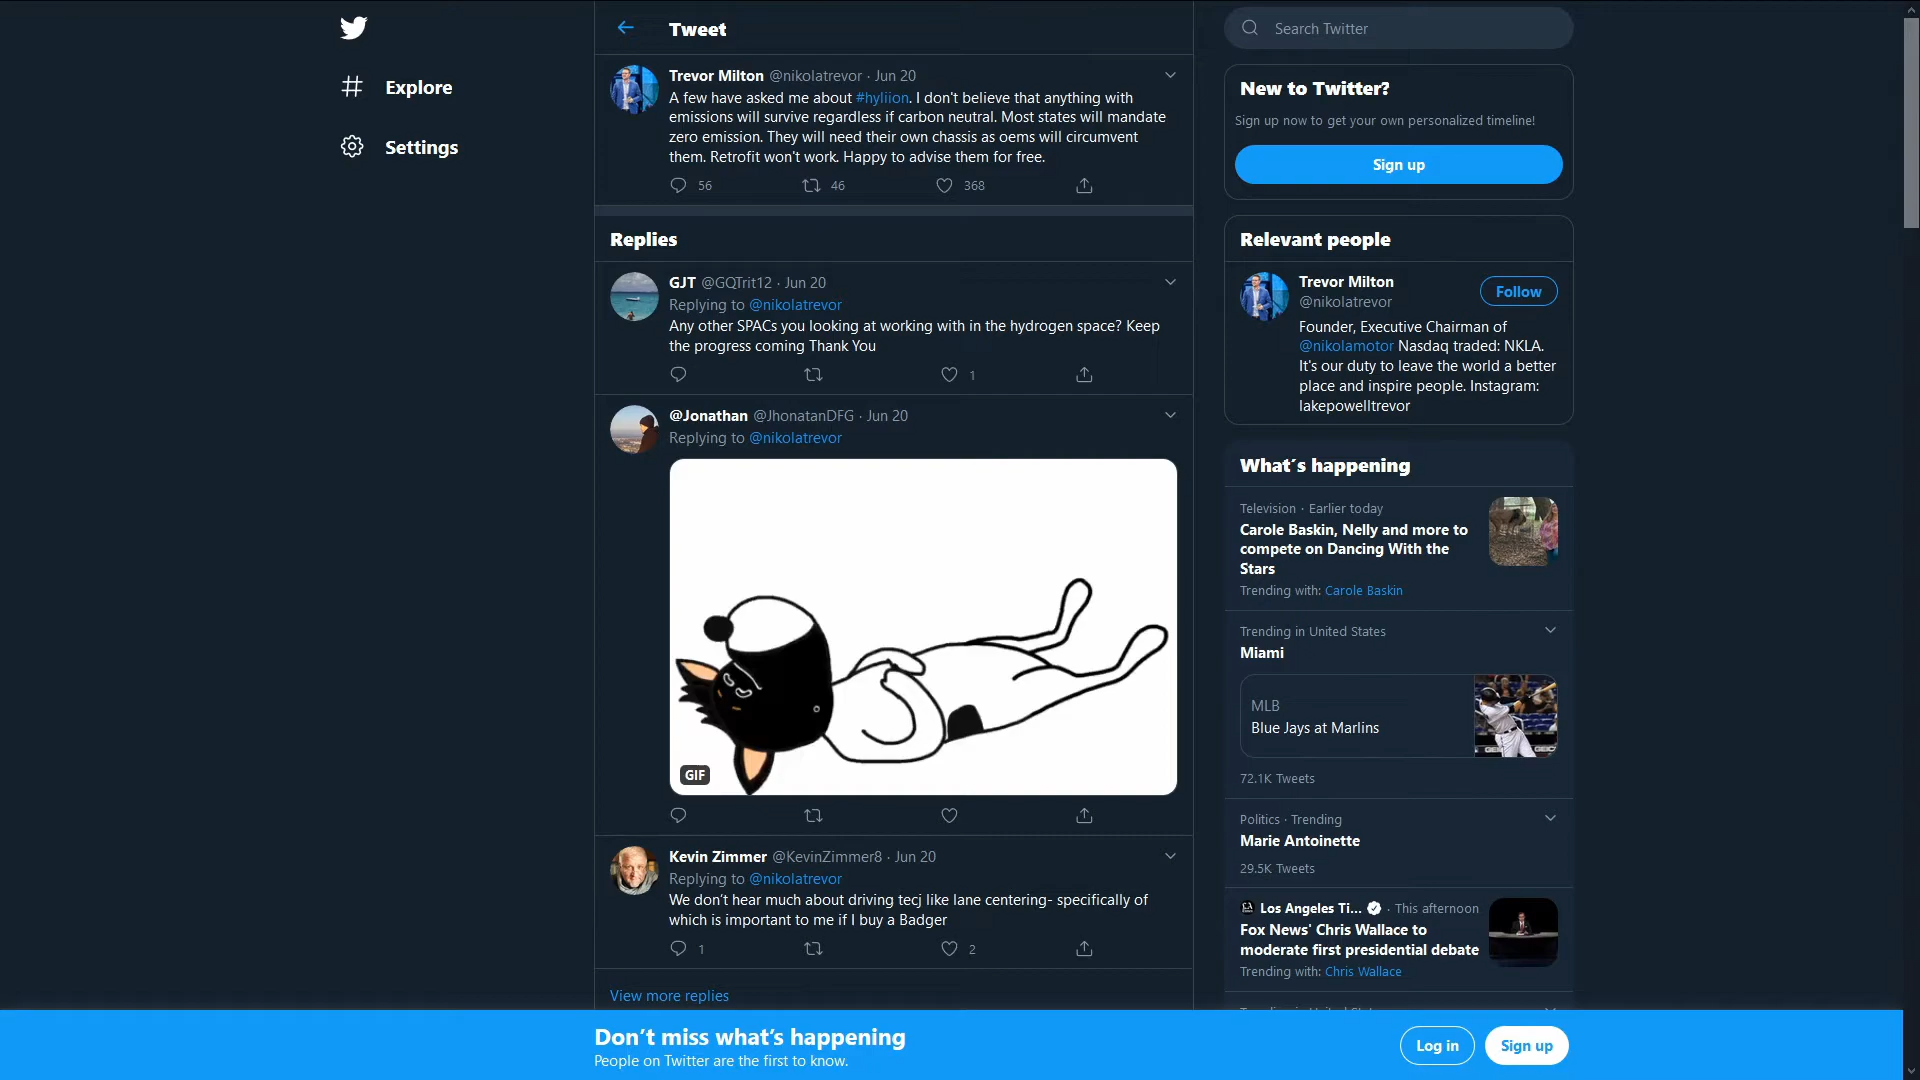 Explore
Settings
Tweet
Trevor Milton @nikolatrevor · Jun 20
A few have asked me about #hyliion. I don't believe that anything with
emissions will survive regardless if carbon neutral. Most states will mandate
zero emission. They will need their own chassis as oems will circumvent
them. Retrofit won't work. Happy to advise them for free.
56 46 368
Replies
GJT @GQTrit12 · Jun 20
Replying to @nikolatrevor
Any other SPACs you looking at working with in the hydrogen space? Keep
the progress coming Thank You
1
@Jonathan @JhonatanDFG · Jun 20
Replying to @nikolatrevor
GIF
Kevin Zimmer @KevinZimmer8 · Jun 20
Replying to @nikolatrevor
We don’t hear much about driving tecj like lane centering- specifically of
which is important to me if I buy a Badger
1 2
View more replies
Search Twitter
New to Twitter?
Sign up now to get your own personalized timeline!
Sign up
Relevant people
Trevor Milton
@nikolatrevor
Follow
Founder, Executive Chairman of
@nikolamotor Nasdaq traded: NKLA.
It's our duty to leave the world a better
place and inspire people. Instagram:
lakepowelltrevor
What’s happening
Television · Earlier today
Carole Baskin, Nelly and more to
compete on Dancing With the
Stars
Trending with: Carole Baskin
Trending in United States
Miami
MLB
Blue Jays at Marlins
72.1K Tweets
Politics · Trending
Marie Antoinette
29.5K Tweets
Los Angeles Ti... · This afternoon
Fox News' Chris Wallace to
moderate first presidential debate
Trending with: Chris Wallace
Don’t miss what’s happening
People on Twitter are the first to know.
Log in
Sign up